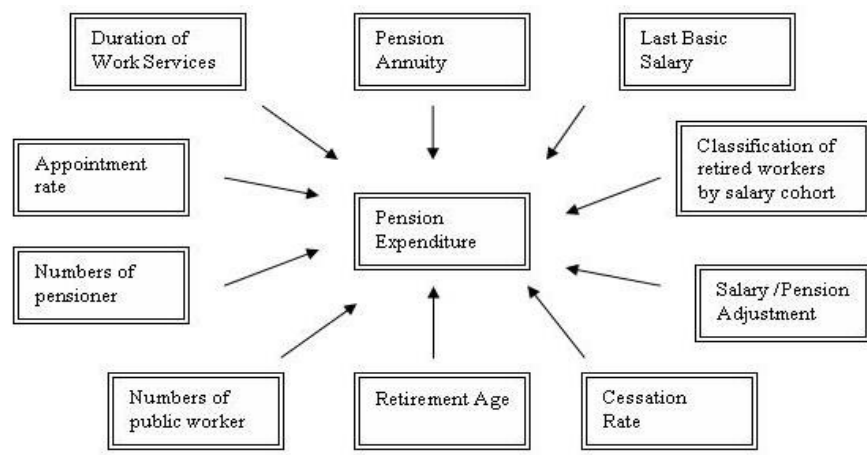 Duration of
Work Services
Pension
Annuity
Last Basic
Salary
Appointment
rate
Classification of
retired workers
by salary cohort
Pension
Expenditure
Numbers of
pensioner
Salary /Pension
Adjustment
Numbers of
public worker
Retirement Age
Cessation
Rate